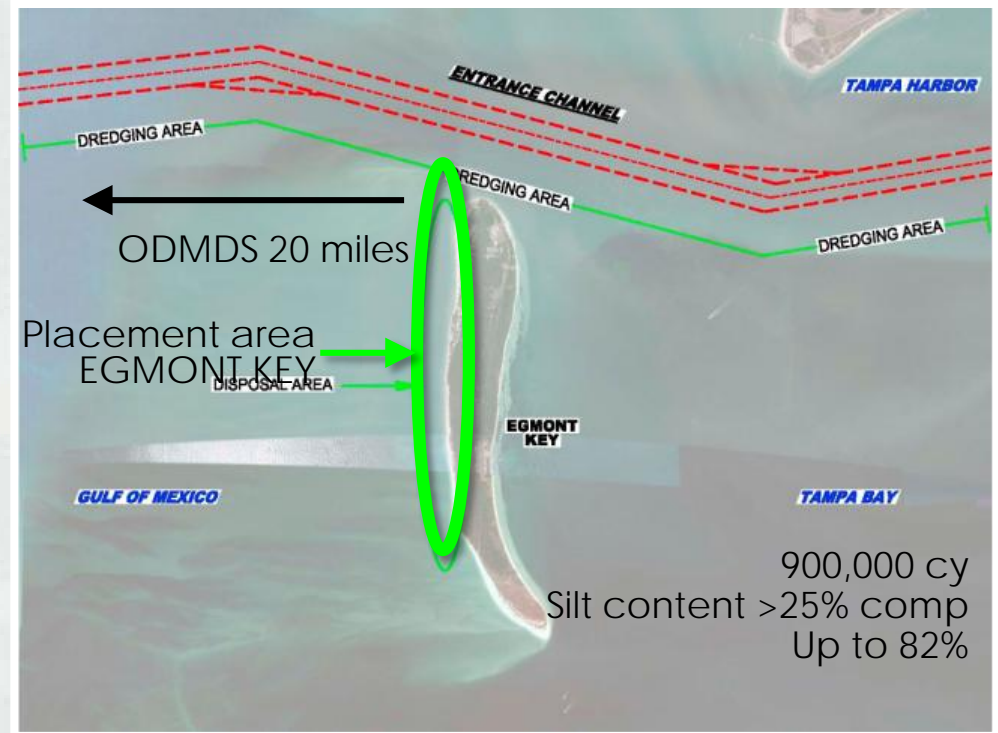 ENTRANCE CHANNEL
TAMPA HARBOR
DREDGING AREA
REDGING AREA
DREDGING AREA
ODMDS 20 miles
Placement area
EGMONT KEY
DISPOSAL AREA
EGMONT
KEY
GULF OF MEXICO
TAMPA BAY
900,000 cy
Silt content >25% comp
Up to 82%